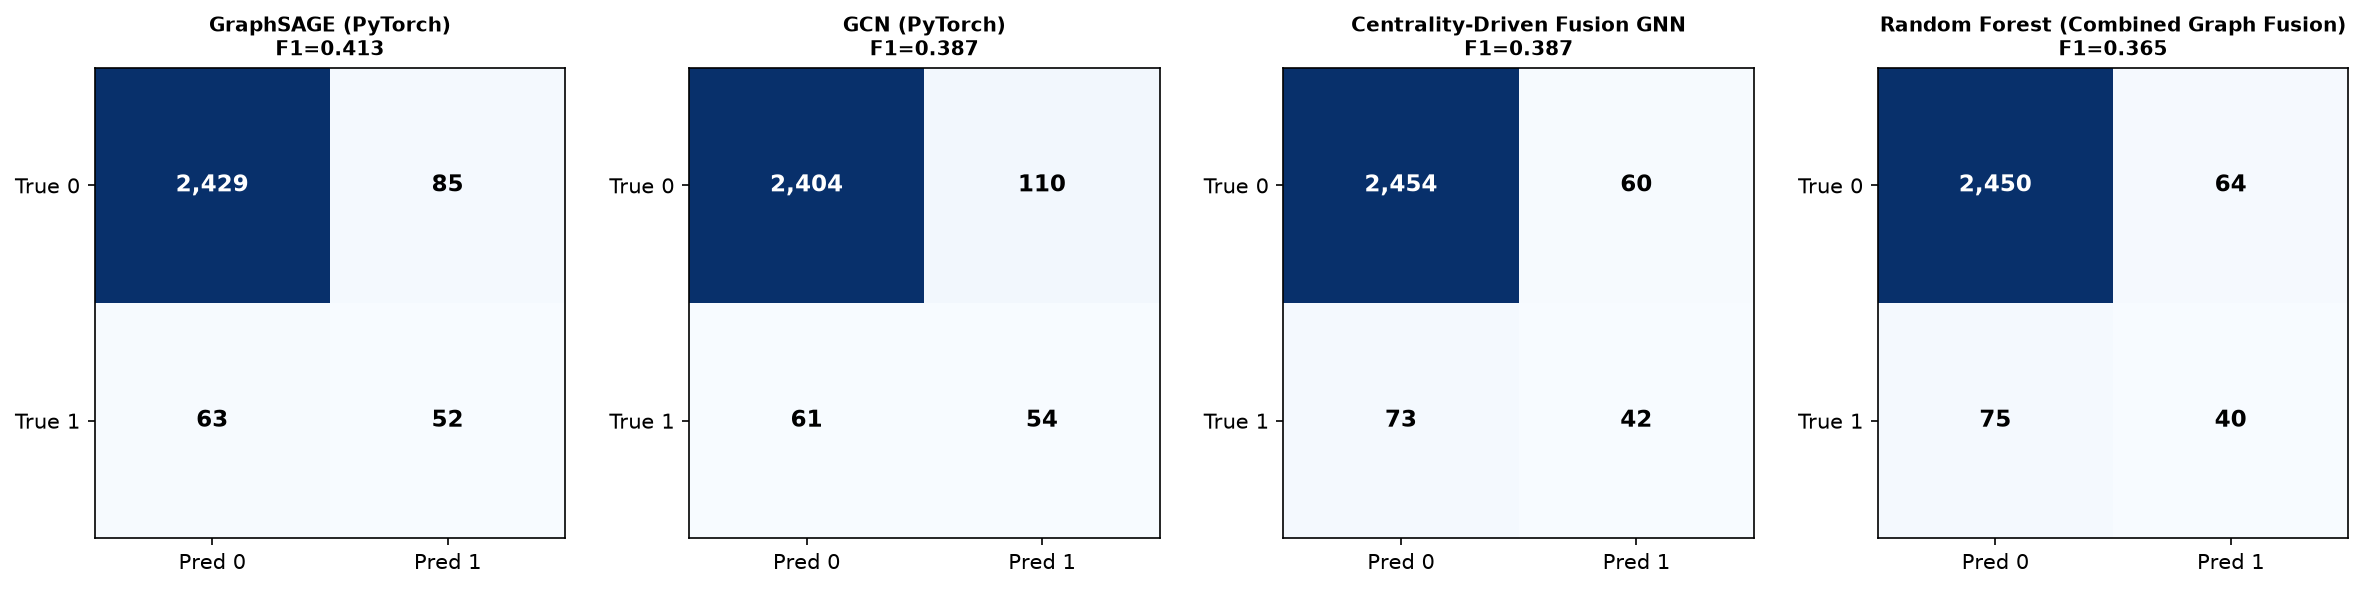 GraphSAGE (PyTorch)
F1=0.413
True 0
2,429
85
True 1
63
52
Pred 0
Pred 1
GCN (PyTorch)
F1=0.387
True 0
2,404
110
True 1
61
54
Pred 0
Pred 1
Centrality-Driven Fusion GNN
F1=0.387
True 0
2,454
60
True 1
73
42
Pred 0
Pred 1
Random Forest (Combined Graph Fusion)
F1=0.365
True 0
2,450
64
True 1
75
40
Pred 0
Pred 1